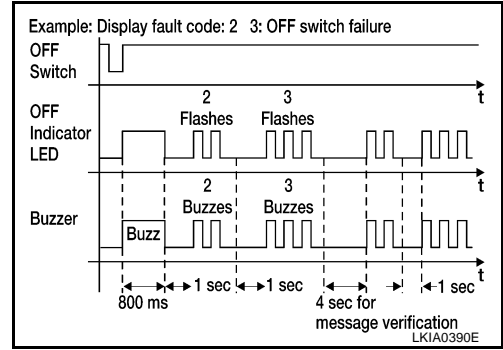 Example: Display fault code: 2 3: OFF switch failure
OFF
Switch
t
OFF
Indicator
LED
2
Flashes
3
Flashes
t
2
Buzzes
3
Buzzes
Buzzer
Buzz
t
1 sec
1 sec
1 sec
800 ms
4 sec for
message verification
LKIA0390E